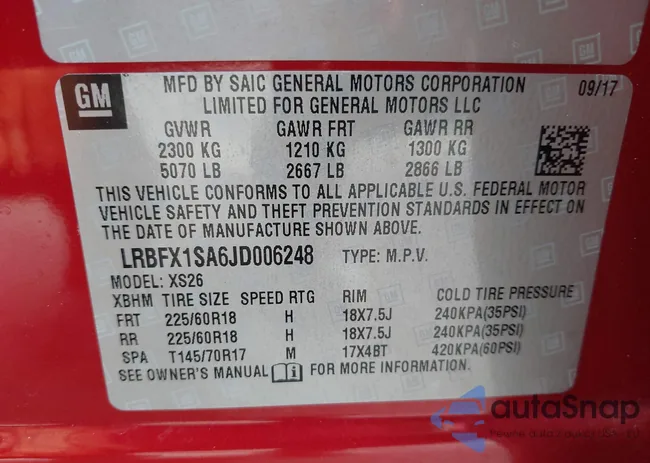 GM
MFD BY SAIC GENERAL MOTORS CORPORATION 09/17
LIMITED FOR GENERAL MOTORS LLC
GVWR GAWR FRT GAWR RR
2300 KG 1210 KG 1300 KG
5070 LB 2667 LB 2866 LB
THIS VEHICLE CONFORMS TO ALL APPLICABLE U.S. FEDERAL MOTOR
VEHICLE SAFETY AND THEFT PREVENTION STANDARDS IN EFFECT ON
THE DATE OF MANUFACTURE SHOWN ABOVE.
LRBFX1SA6JD006248 TYPE: M.P.V.
MODEL: XS26
XBHM TIRE SIZE SPEED RTG RIM COLD TIRE PRESSURE
FRT 225/60R18 H 18X7.5J 240KPA(35PSI)
RR 225/60R18 H 18X7.5J 240KPA(35PSI)
SPA T145/70R17 M 17X4BT 420KPA(60PSI)
SEE OWNER'S MANUAL FOR MORE INFORMATION.
autaSnap